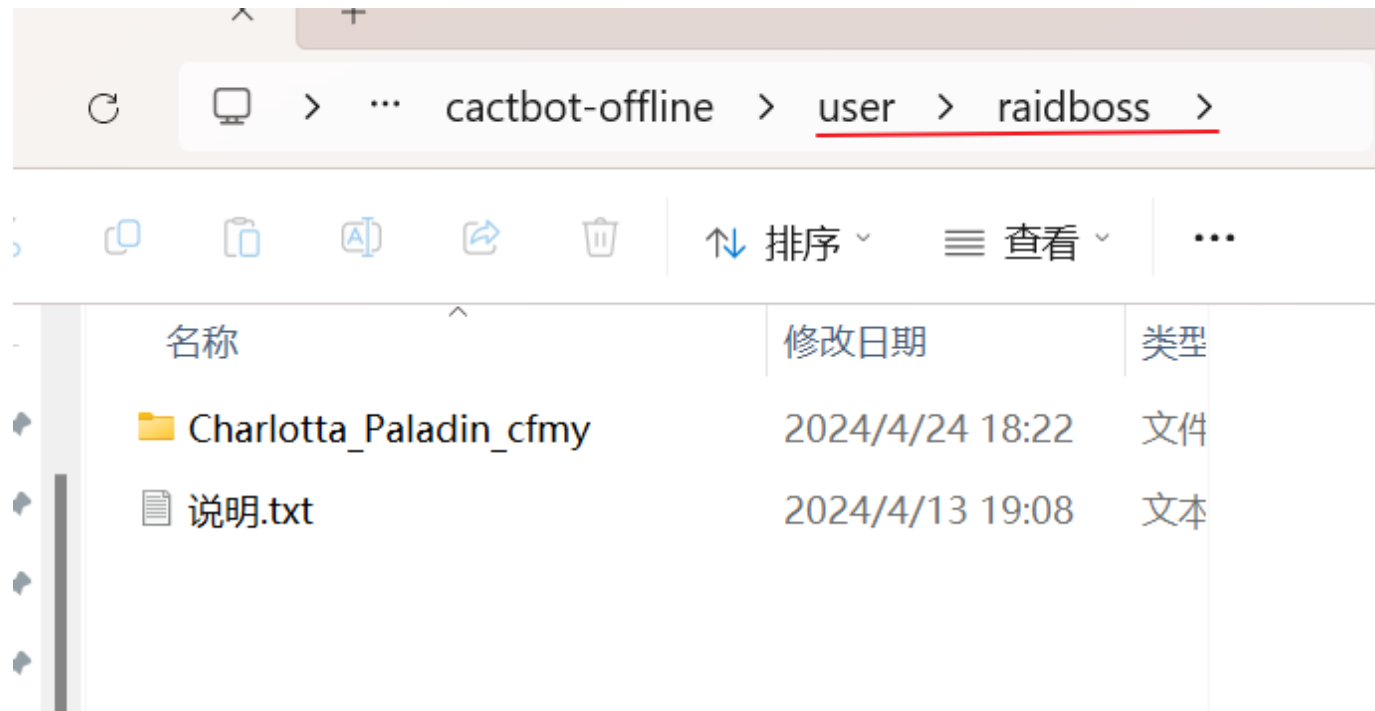 cactbot-offline > user > raidboss >
排序 查看
名称 修改日期 类型
Charlotta_Paladin_cfmy 2024/4/24 18:22 文件
说明.txt 2024/4/13 19:08 文本